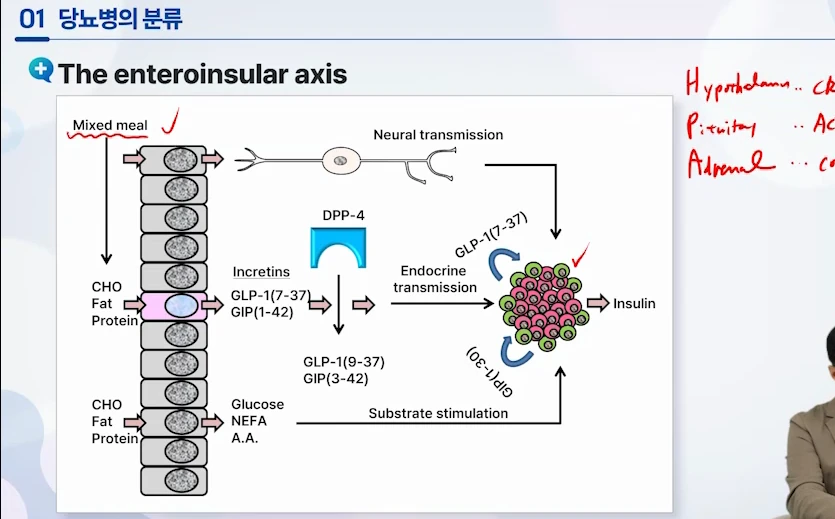 01 당뇨병의 분류
The enteroinsular axis
Mixed meal
Neural transmission
DPP-4
GLP-1(7-37)
CHO
Fat
Protein
Incretins
GLP-1(7-37)
GIP(1-42)
Endocrine
transmission
Insulin
GLP-1(9-37)
GIP(3-42)
GIP(1-30)
CHO
Fat
Protein
Glucose
NEFA
A.A.
Substrate stimulation
Pituitary
Adrenal